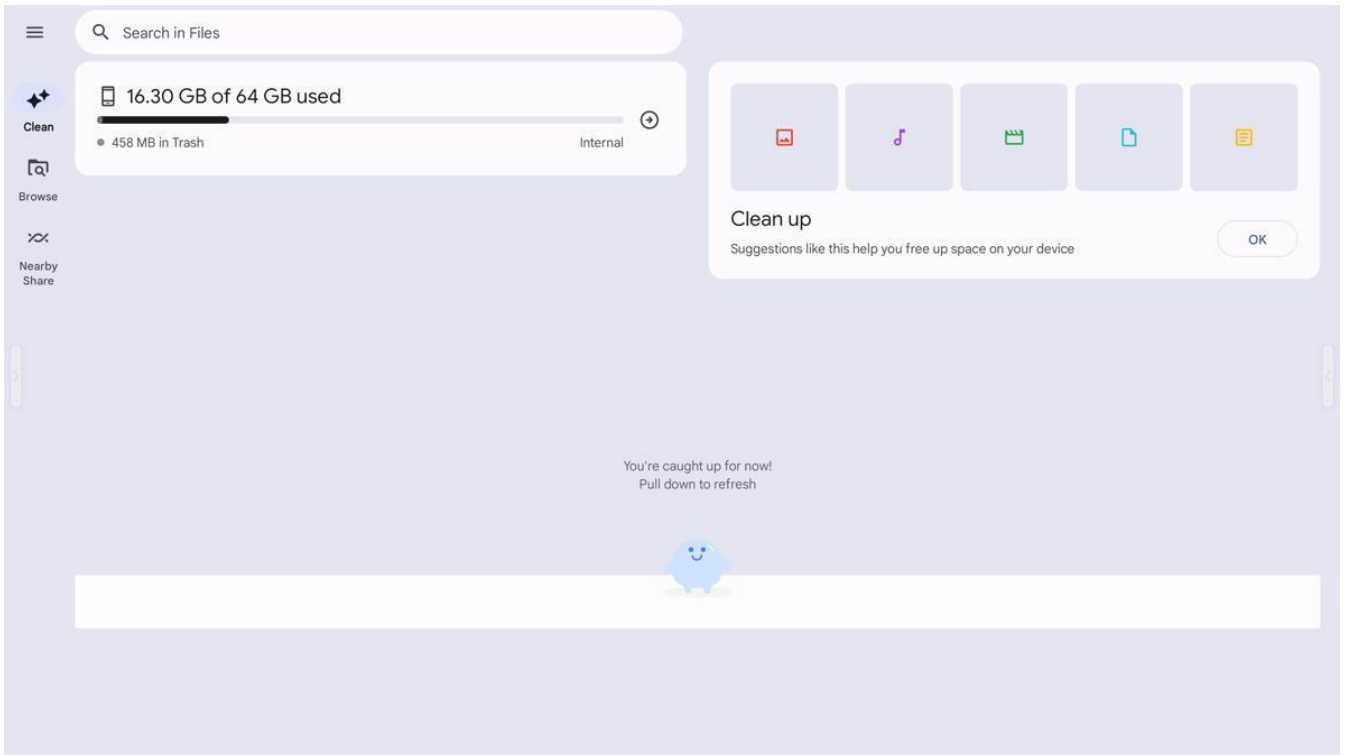 Search in Files
Clean
Browse
Nearby
Share
16.30 GB of 64 GB used
458 MB in Trash
Internal
Clean up
Suggestions like this help you free up space on your device
OK
You're caught up for now!
Pull down to refresh